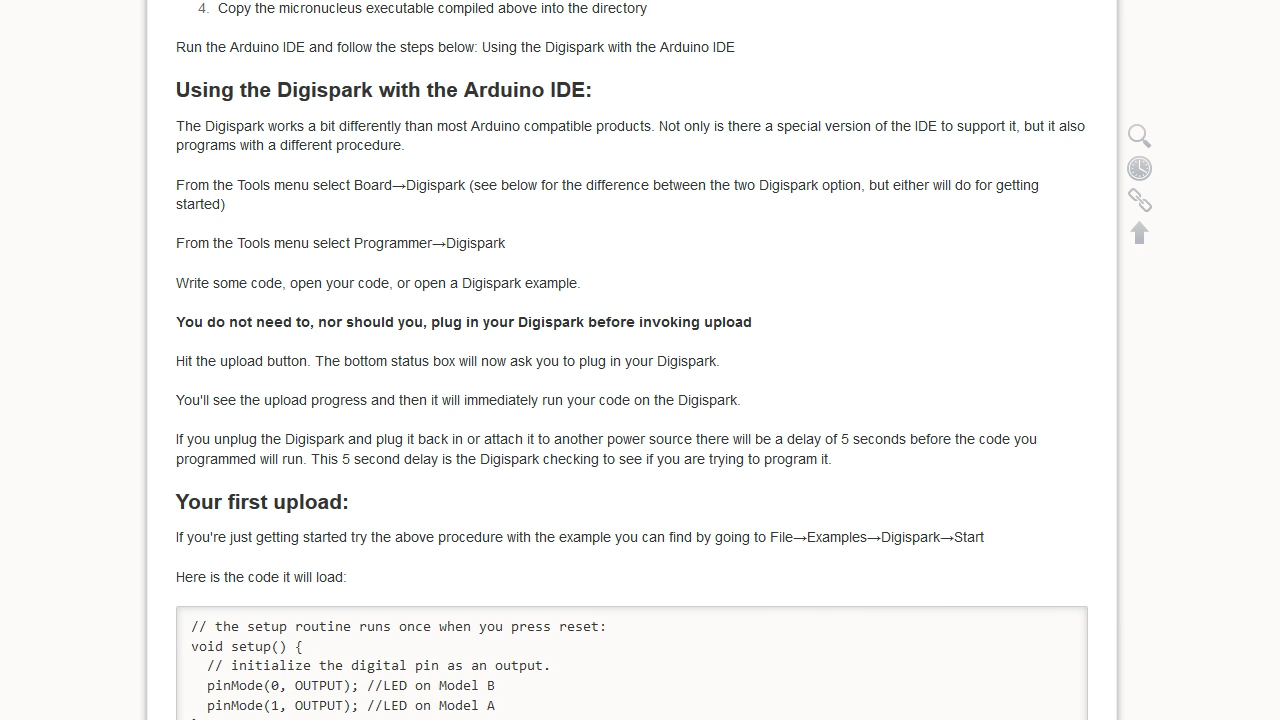 4. Copy the micronucleus executable compiled above into the directory
Run the Arduino IDE and follow the steps below: Using the Digispark with the Arduino IDE
Using the Digispark with the Arduino IDE:
The Digispark works a bit differently than most Arduino compatible products. Not only is there a special version of the IDE to support it, but it also
programs with a different procedure.
From the Tools menu select Board→Digispark (see below for the difference between the two Digispark option, but either will do for getting
started)
From the Tools menu select Programmer→Digispark
Write some code, open your code, or open a Digispark example.
You do not need to, nor should you, plug in your Digispark before invoking upload
Hit the upload button. The bottom status box will now ask you to plug in your Digispark.
You'll see the upload progress and then it will immediately run your code on the Digispark.
If you unplug the Digispark and plug it back in or attach it to another power source there will be a delay of 5 seconds before the code you
programmed will run. This 5 second delay is the Digispark checking to see if you are trying to program it.
Your first upload:
If you're just getting started try the above procedure with the example you can find by going to File→Examples→Digispark→Start
Here is the code it will load:
// the setup routine runs once when you press reset:
void setup() {
  // initialize the digital pin as an output.
  pinMode(0, OUTPUT); //LED on Model B
  pinMode(1, OUTPUT); //LED on Model A